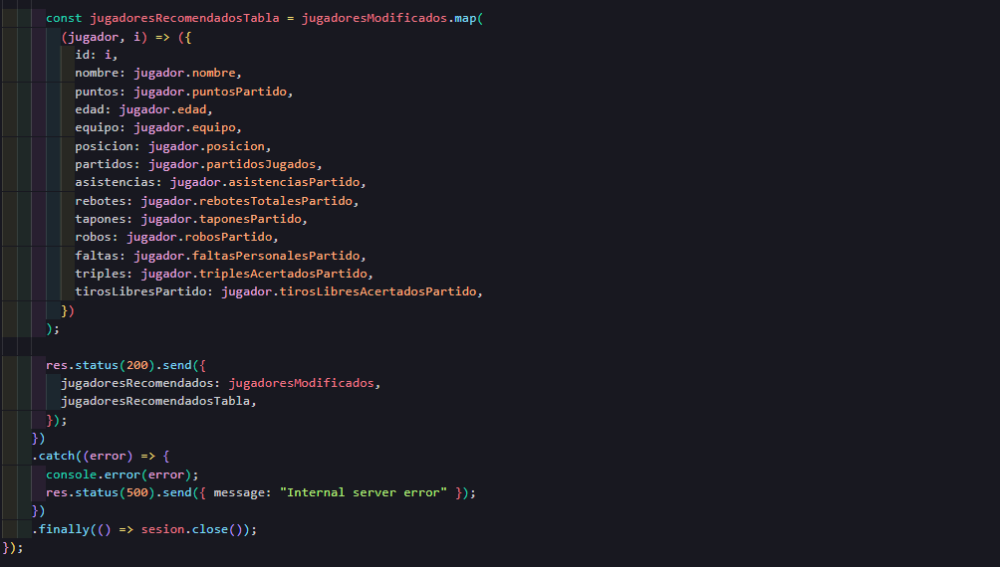 const jugadoresRecomendadosTabla = jugadoresModificados.map(
(jugador, i) => ({
id: i,
nombre: jugador.nombre,
puntos: jugador.puntosPartido,
edad: jugador.edad,
equipo: jugador.equipo,
posicion: jugador.posicion,
partidos: jugador.partidosJugados,
asistencias: jugador.asistenciasPartido,
rebotes: jugador.rebotesTotalesPartido,
tapones: jugador.taponesPartido,
robos: jugador.robosPartido,
faltas: jugador.faltasPersonalesPartido,
triples: jugador.triplesAcertadosPartido,
tirosLibresPartido: jugador.tirosLibresAcertadosPartido,
})
);
res.status(200).send({
jugadoresRecomendados: jugadoresModificados,
jugadoresRecomendadosTabla,
});
})
.catch((error) => {
console.error(error);
res.status(500).send({ message: "Internal server error" });
})
.finally(() => sesion.close());
});